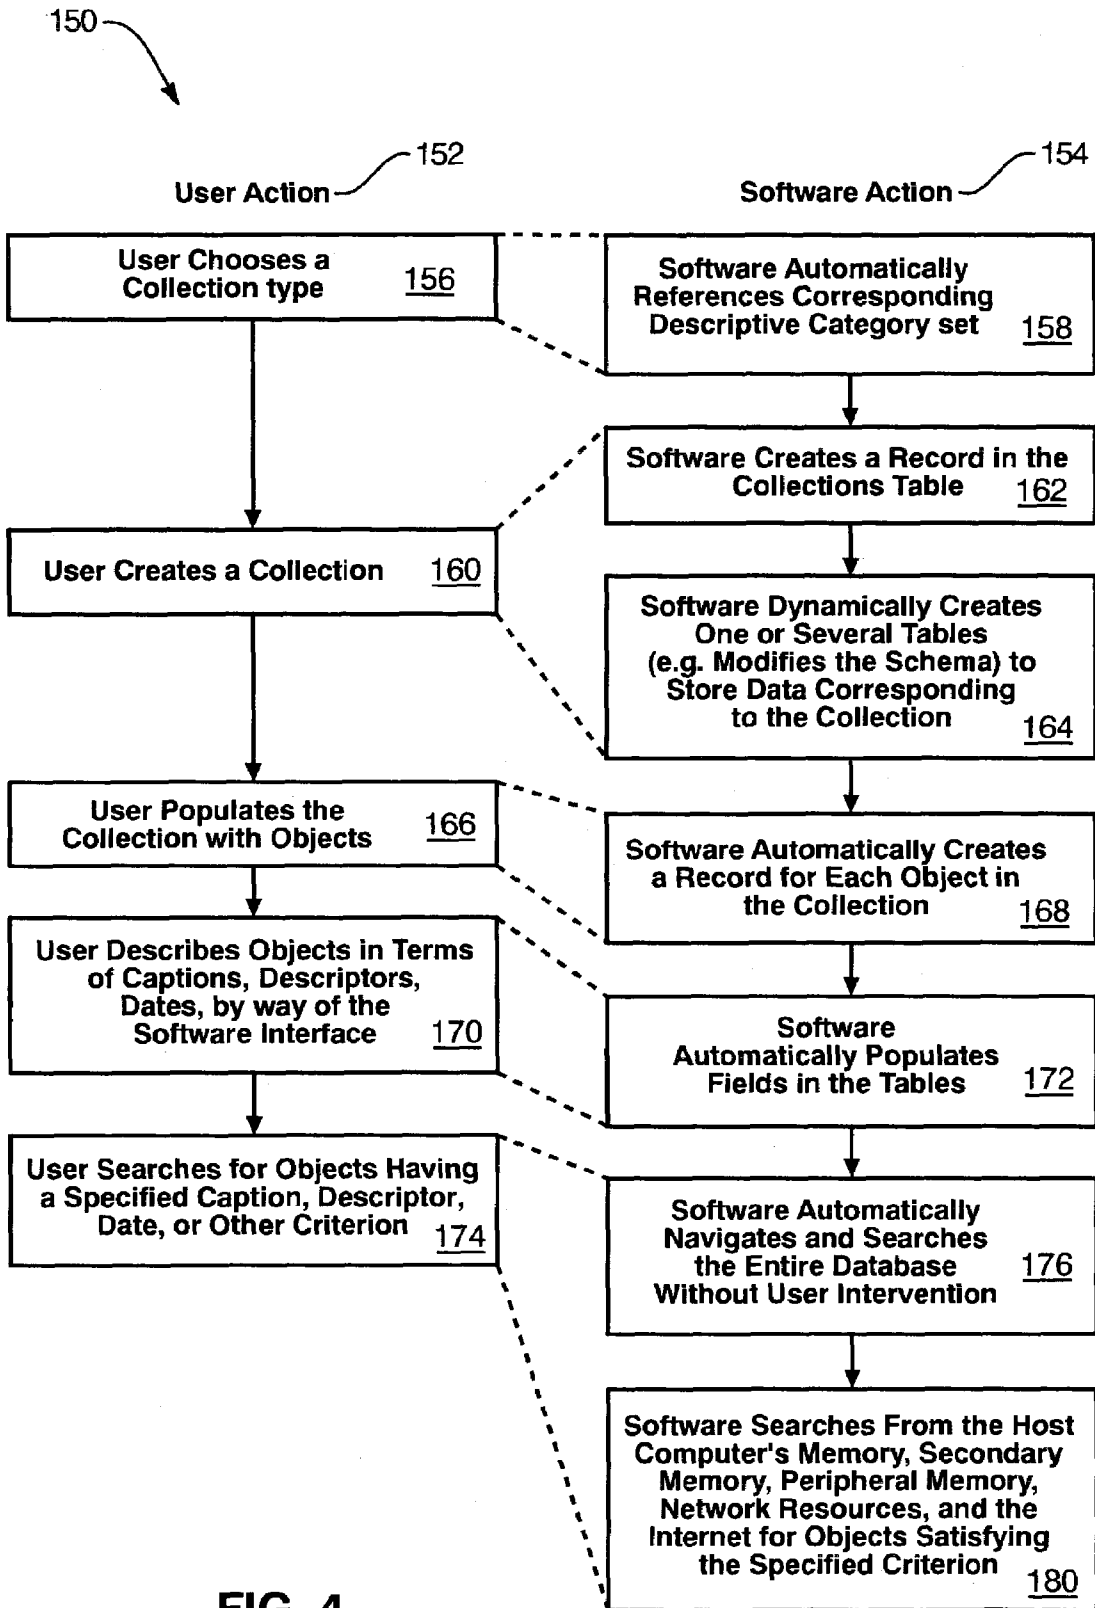 150
152
User Action
154
Software Action
User Chooses a
Collection type 156
Software Automatically
References Corresponding
Descriptive Category set 158
Software Creates a Record in the
Collections Table 162
User Creates a Collection 160
Software Dynamically Creates
One or Several Tables
(e.g. Modifies the Schema) to
Store Data Corresponding
to the Collection 164
User Populates the
Collection with Objects 166
Software Automatically Creates
a Record for Each Object in
the Collection 168
User Describes Objects in Terms
of Captions, Descriptors,
Dates, by way of the
Software Interface 170
Software
Automatically Populates
Fields in the Tables 172
User Searches for Objects Having
a Specified Caption, Descriptor,
Date, or Other Criterion 174
Software Automatically
Navigates and Searches
the Entire Database 176
Without User Intervention
Software Searches From the Host
Computer's Memory, Secondary
Memory, Peripheral Memory,
Network Resources, and the
Internet for Objects Satisfying
the Specified Criterion 180
FIG. 4